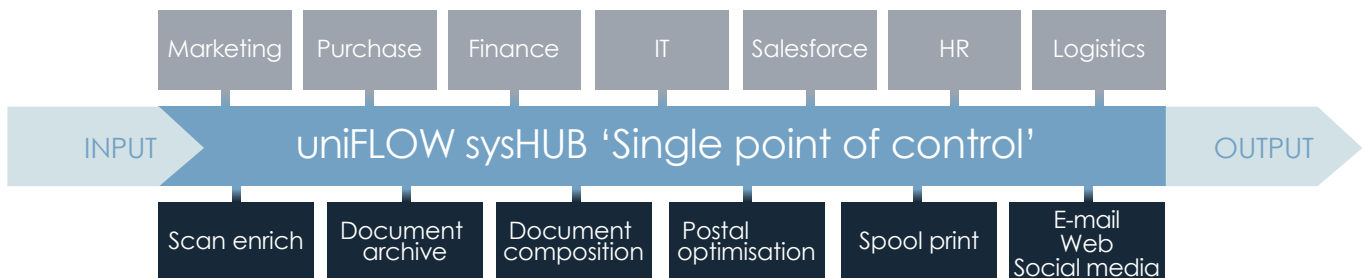 Marketing
Purchase
Finance
IT
Salesforce
HR
Logistics
INPUT
uniFLOW sysHUB ‘Single point of control’
OUTPUT
Scan enrich
Document
archive
Document
composition
Postal
optimisation
Spool print
E-mail
Web
Social media